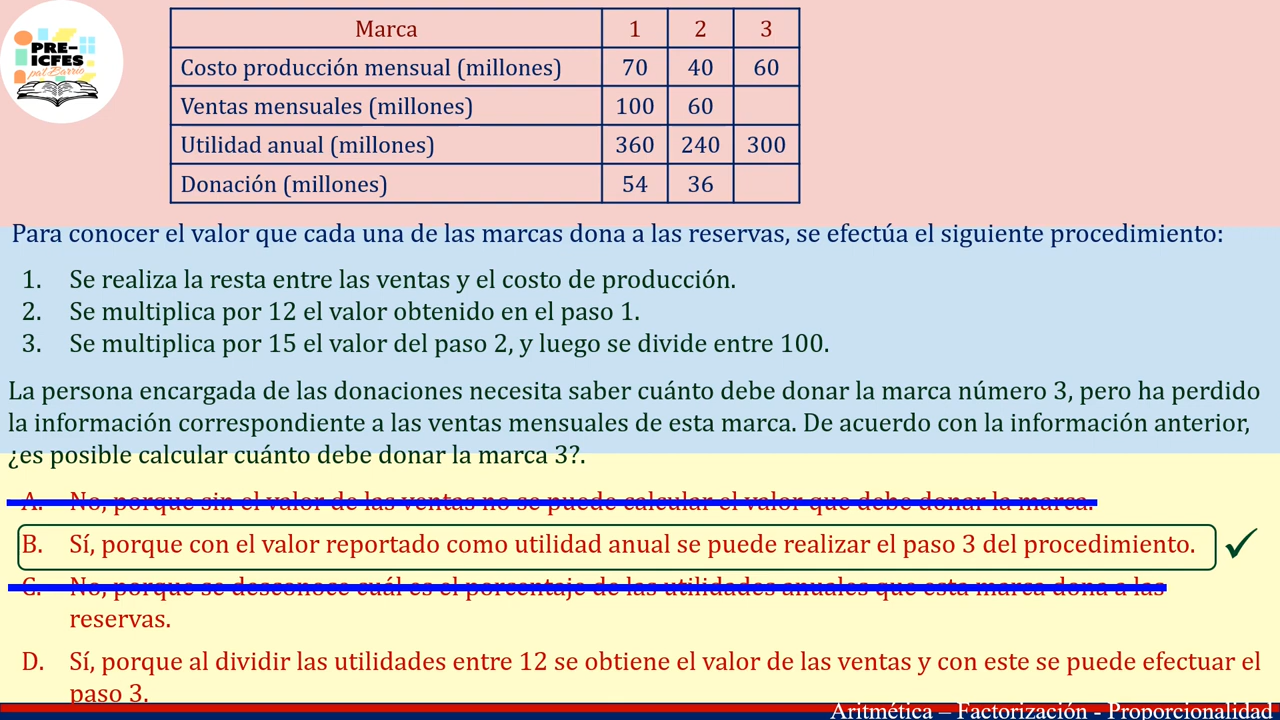 PRE-
ICFES
pal'Barrio
Marca 1 2 3
Costo producción mensual (millones) 70 40 60
Ventas mensuales (millones) 100 60
Utilidad anual (millones) 360 240 300
Donación (millones) 54 36
Para conocer el valor que cada una de las marcas dona a las reservas, se efectúa el siguiente procedimiento:
1. Se realiza la resta entre las ventas y el costo de producción.
2. Se multiplica por 12 el valor obtenido en el paso 1.
3. Se multiplica por 15 el valor del paso 2, y luego se divide entre 100.
La persona encargada de las donaciones necesita saber cuánto debe donar la marca número 3, pero ha perdido
la información correspondiente a las ventas mensuales de esta marca. De acuerdo con la información anterior,
¿es posible calcular cuánto debe donar la marca 3?.
A. No, porque sin el valor de las ventas no se puede calcular el valor que debe donar la marca.
B. Sí, porque con el valor reportado como utilidad anual se puede realizar el paso 3 del procedimiento.
C. No, porque se desconoce cuál es el porcentaje de las utilidades anuales que esta marca dona a las
reservas.
D. Sí, porque al dividir las utilidades entre 12 se obtiene el valor de las ventas y con este se puede efectuar el
paso 3.
Aritmética – Factorización - Proporcionalidad